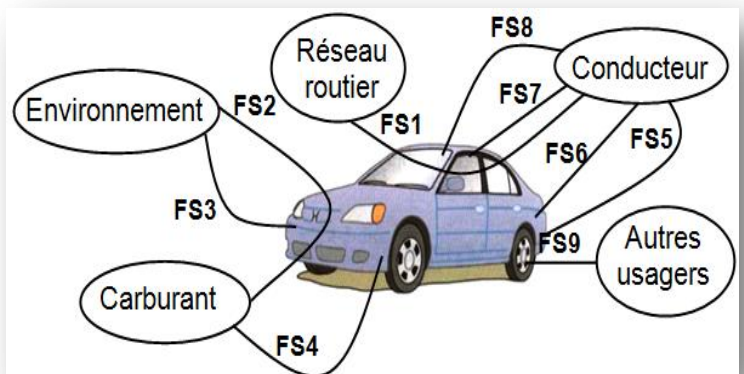 FS8
Réseau
routier
Conducteur
Environnement
FS2
FS7
FS1
FS6
FS5
FS3
FS9
Autres
usagers
Carburant
FS4